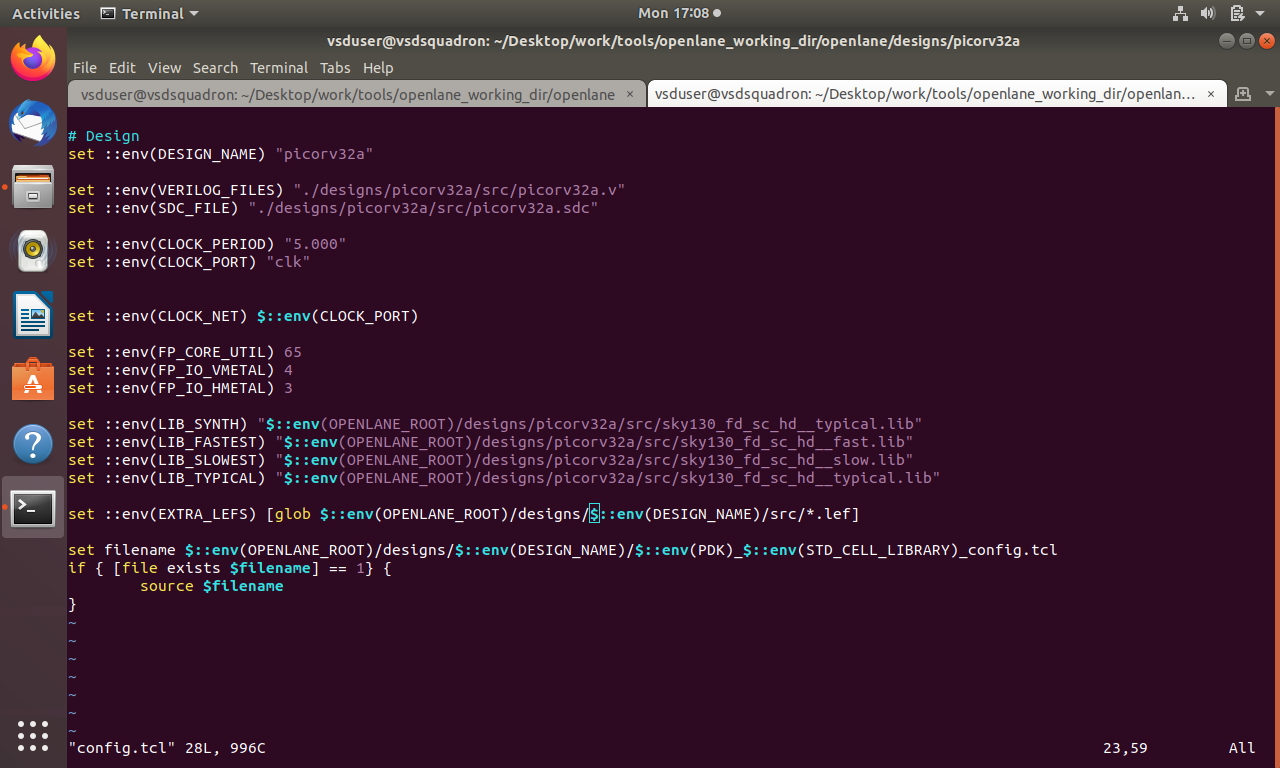 Activities Terminal Mon 17:08
vsduser@vsdsquadron: ~/Desktop/work/tools/openlane_working_dir/openlane/designs/picorv32a
File Edit View Search Terminal Tabs Help
vsduser@vsdsquadron: ~/Desktop/work/tools/openlane_working_dir/openlane × vsduser@vsdsquadron: ~/Desktop/work/tools/openlane_working_dir/openlan... ×
# Design
set ::env(DESIGN_NAME) "picorv32a"
set ::env(VERILOG_FILES) "./designs/picorv32a/src/picorv32a.v"
set ::env(SDC_FILE) "./designs/picorv32a/src/picorv32a.sdc"
set ::env(CLOCK_PERIOD) "5.000"
set ::env(CLOCK_PORT) "clk"
set ::env(CLOCK_NET) $::env(CLOCK_PORT)
set ::env(FP_CORE_UTIL) 65
set ::env(FP_IO_VMETAL) 4
set ::env(FP_IO_HMETAL) 3
set ::env(LIB_SYNTH) "$::env(OPENLANE_ROOT)/designs/picorv32a/src/sky130_fd_sc_hd__typical.lib"
set ::env(LIB_FASTEST) "$::env(OPENLANE_ROOT)/designs/picorv32a/src/sky130_fd_sc_hd__fast.lib"
set ::env(LIB_SLOWEST) "$::env(OPENLANE_ROOT)/designs/picorv32a/src/sky130_fd_sc_hd__slow.lib"
set ::env(LIB_TYPICAL) "$::env(OPENLANE_ROOT)/designs/picorv32a/src/sky130_fd_sc_hd__typical.lib"
set ::env(EXTRA_LEFS) [glob $::env(OPENLANE_ROOT)/designs/$::env(DESIGN_NAME)/src/*.lef]
set filename $::env(OPENLANE_ROOT)/designs/$::env(DESIGN_NAME)/$::env(PDK)_$::env(STD_CELL_LIBRARY)_config.tcl
if { [file exists $filename] == 1} {
        source $filename
}
~
~
~
~
~
~
~
"config.tcl" 28L, 996C 23,59 All